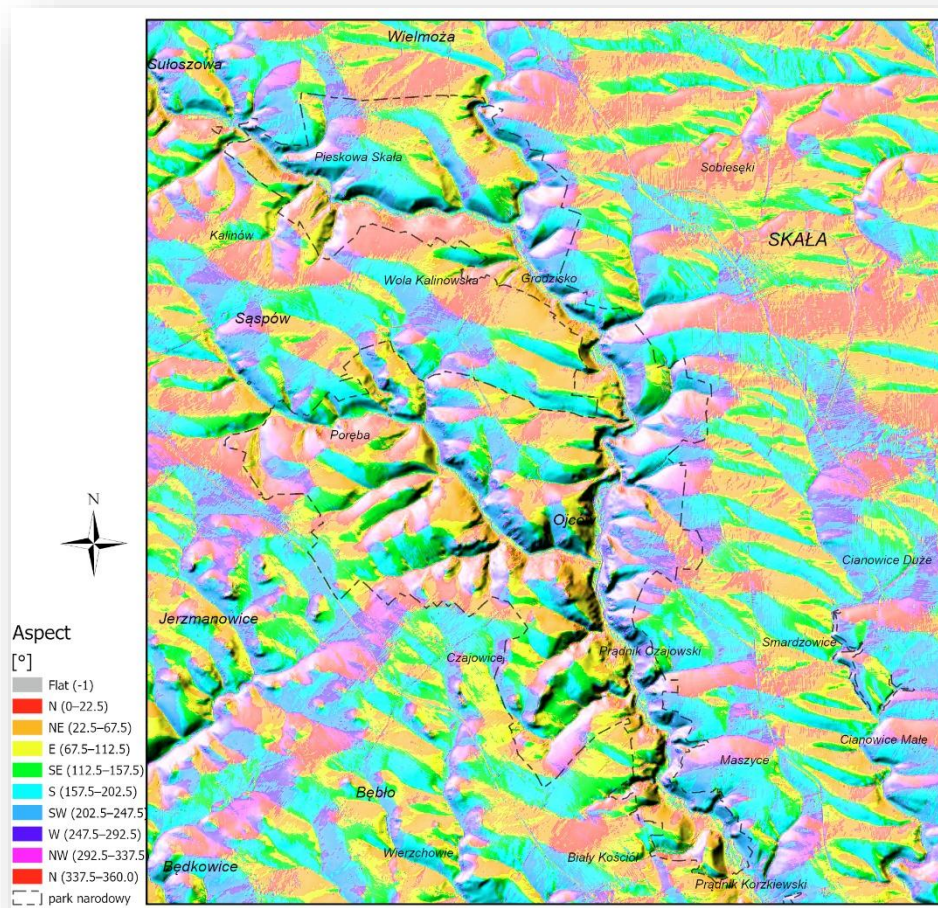 Wielmoża
Sułoszowa
Pieskowa Skała
Sobiesęki
Kalinów
SKAŁA
Wola Kalinowska
Grodzisko
Sąspów
Poręba
N
Ojców
Cianowice Duże
Jerzmanowice
Smardzowice
Czajowice
Prądnik Czajowski
Cianowice Małe
Maszyce
Bębło
Wierzchowie
Biały Kościół
Będkowice
Prądnik Korzkiewski
Aspect
[°]
Flat (-1)
N (0–22.5)
NE (22.5–67.5)
E (67.5–112.5)
SE (112.5–157.5)
S (157.5–202.5)
SW (202.5–247.5)
W (247.5–292.5)
NW (292.5–337.5)
N (337.5–360.0)
park narodowy